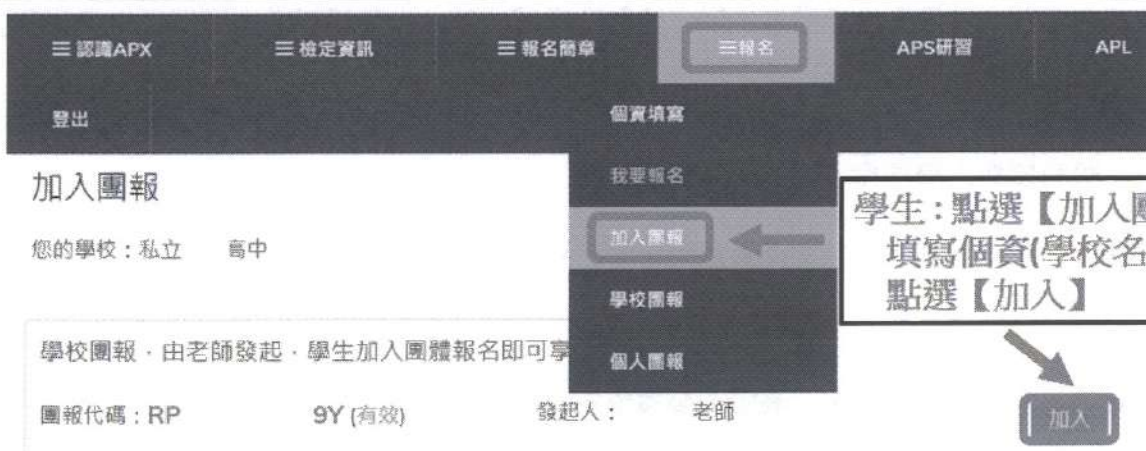 三 認識APX 三 檢定資訊 三 報名簡章 三報名 APS研習 APL
登出
個資填寫
我要報名
加入團報
學校團報
個人團報
加入團報
您的學校：私立 高中
學生：點選【加入團
填寫個資(學校名
點選【加入】
學校團報，由老師發起，學生加入團體報名即可享
團報代碼：RP 9Y (有效) 發起人： 老師
加入